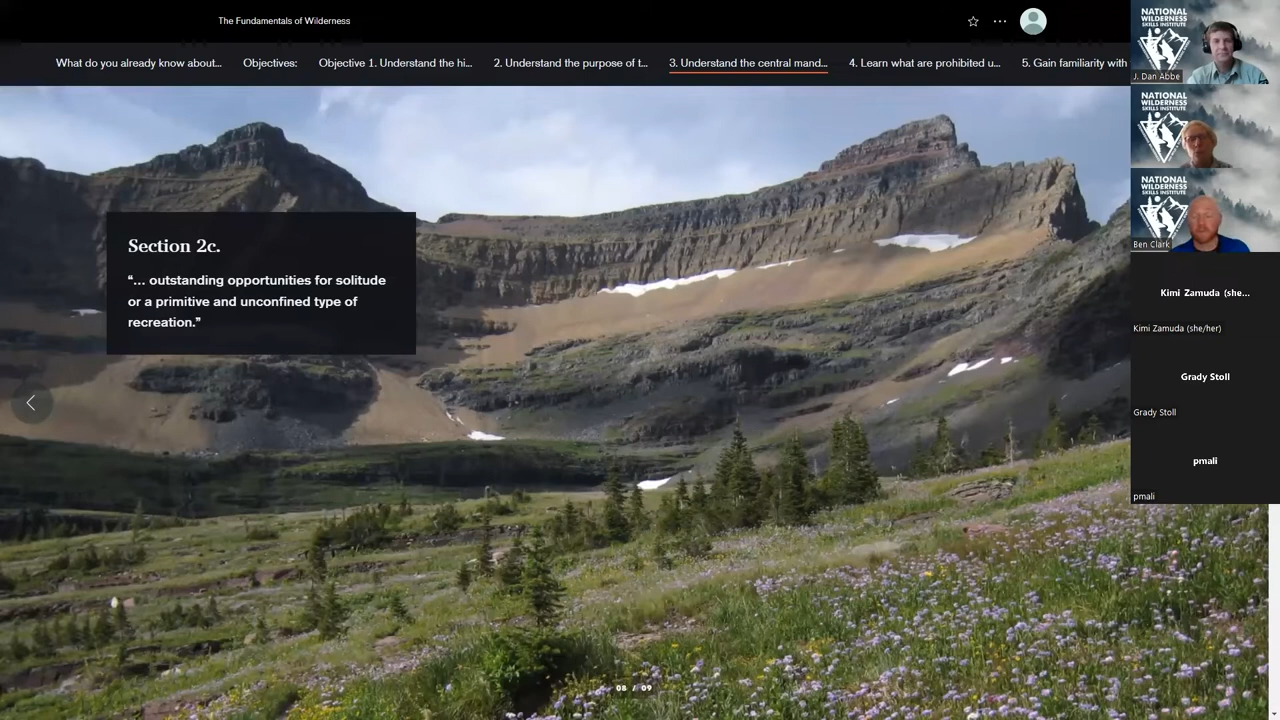 The Fundamentals of Wilderness
What do you already know about...
Objectives:
Objective 1. Understand the hi...
2. Understand the purpose of t...
3. Understand the central mand...
4. Learn what are prohibited u...
5. Gain familiarity with
Section 2c.
“... outstanding opportunities for solitude
or a primitive and unconfined type of
recreation.”
08 / 09
NATIONAL
WILDERNESS
SKILLS INSTITUTE
J. Dan Abbe
NATIONAL
WILDERNESS
SKILLS INSTITUTE
NATIONAL
WILDERNESS
SKILLS INSTITUTE
Ben Clark
Kimi Zamuda (she...
Kimi Zamuda (she/her)
Grady Stoll
Grady Stoll
pmali
pmali